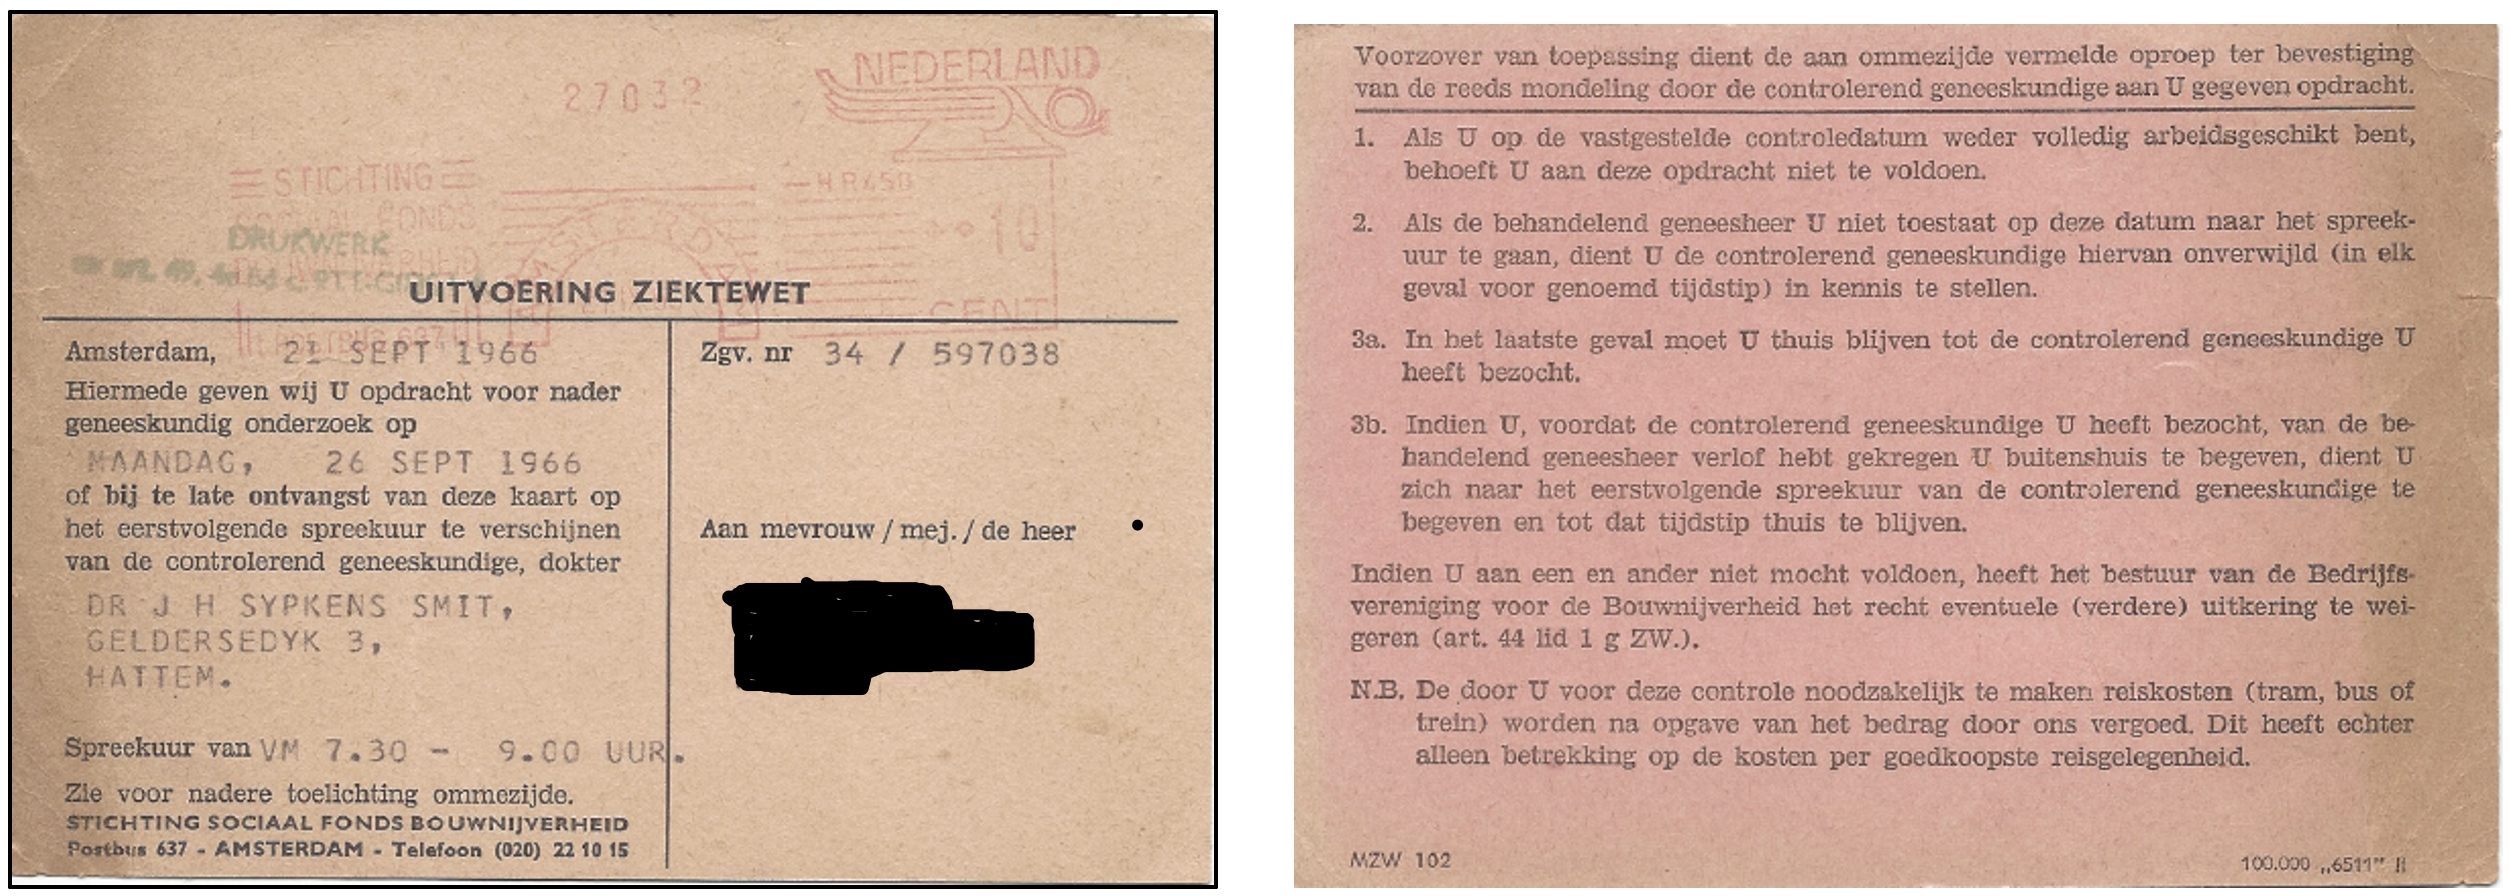 NEDERLAND
27032
STICHTING
HR450
SOCIAAL FONDS
10
DRUKWERK
CENT
POSTBUS 637
UITVOERING ZIEKTEWET
Amsterdam, 21 SEPT 1966
Hiermede geven wij U opdracht voor nader
geneeskundig onderzoek op
MAANDAG, 26 SEPT 1966
of bij te late ontvangst van deze kaart op
het eerstvolgende spreekuur te verschijnen
van de controlerend geneeskundige, dokter
DR J H SYPKENS SMIT,
GELDERSEDYK 3,
HATTEM.
Spreekuur van VM 7.30 - 9.00 UUR.
Zie voor nadere toelichting ommezijde.
STICHTING SOCIAAL FONDS BOUWNIJVERHEID
Postbus 637 - AMSTERDAM - Telefoon (020) 22 10 15
Zgv. nr 34 / 597038
Aan mevrouw / mej. / de heer
Voorzover van toepassing dient de aan ommezijde vermelde oproep ter bevestiging
van de reeds mondeling door de controlerend geneeskundige aan U gegeven opdracht.
1. Als U op de vastgestelde controledatum weder volledig arbeidsgeschikt bent,
behoeft U aan deze opdracht niet te voldoen.
2. Als de behandelend geneesheer U niet toestaat op deze datum naar het spreek-
uur te gaan, dient U de controlerend geneeskundige hiervan onverwijld (in elk
geval voor genoemd tijdstip) in kennis te stellen.
3a. In het laatste geval moet U thuis blijven tot de controlerend geneeskundige U
heeft bezocht.
3b. Indien U, voordat de controlerend geneeskundige U heeft bezocht, van de be-
handelend geneesheer verlof hebt gekregen U buitenshuis te begeven, dient U
zich naar het eerstvolgende spreekuur van de controlerend geneeskundige te
begeven en tot dat tijdstip thuis te blijven.
Indien U aan een en ander niet mocht voldoen, heeft het bestuur van de Bedrijfs-
vereniging voor de Bouwnijverheid het recht eventuele (verdere) uitkering te wei-
geren (art. 44 lid 1 g ZW.).
N.B. De door U voor deze controle noodzakelijk te maken reiskosten (tram, bus of
trein) worden na opgave van het bedrag door ons vergoed. Dit heeft echter
alleen betrekking op de kosten per goedkoopste reisgelegenheid.
MZW 102
100.000 „6511” II